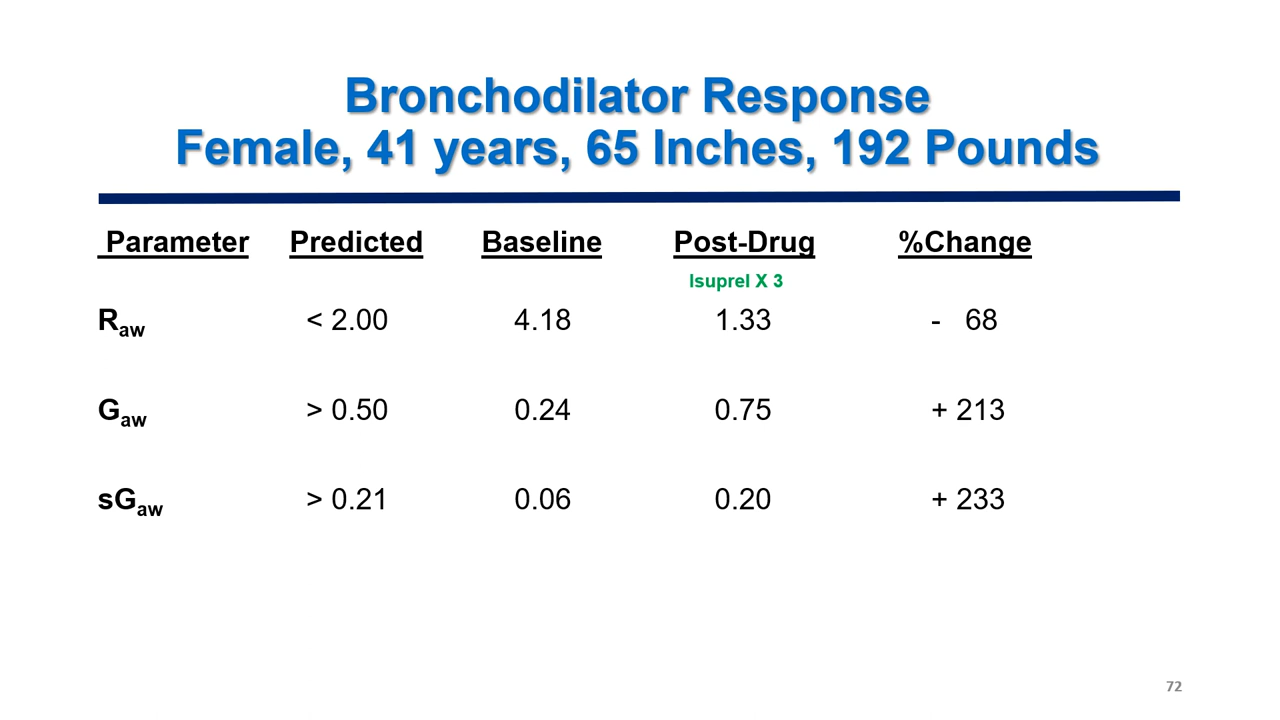 Bronchodilator Response
Female, 41 years, 65 Inches, 192 Pounds
Parameter Predicted Baseline Post-Drug %Change
Isuprel X 3
Raw < 2.00 4.18 1.33 - 68
Gaw > 0.50 0.24 0.75 + 213
sGaw > 0.21 0.06 0.20 + 233
72